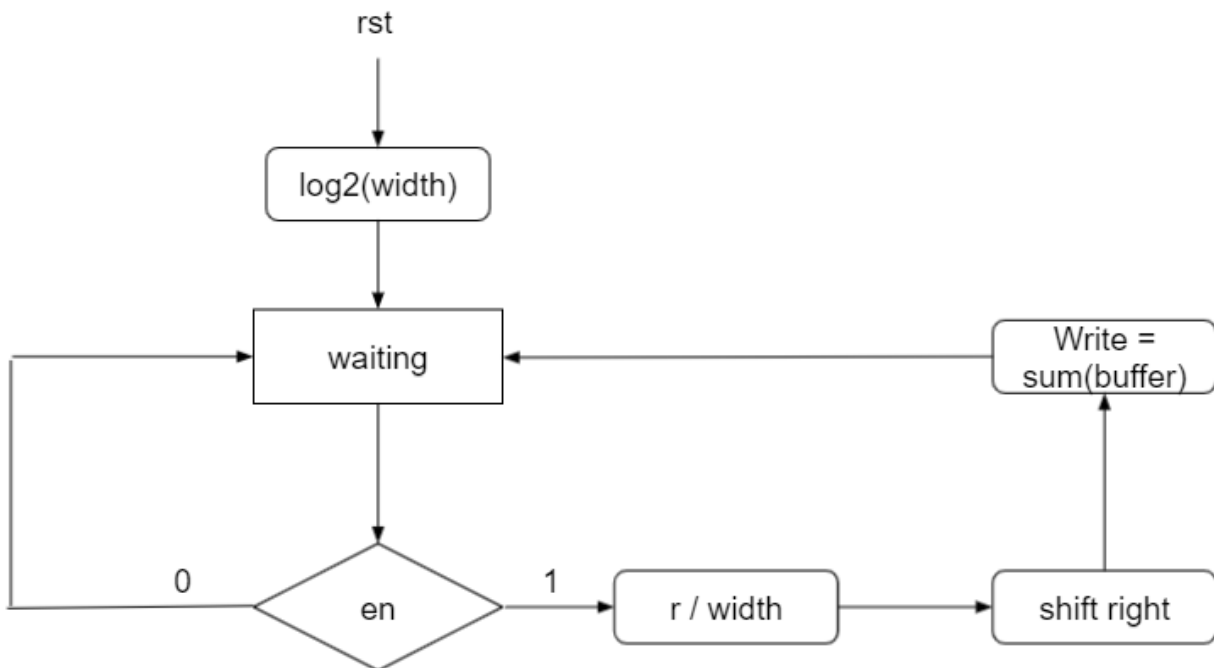 rst
log2(width)
waiting
Write =
sum(buffer)
0
1
en
r / width
shift right